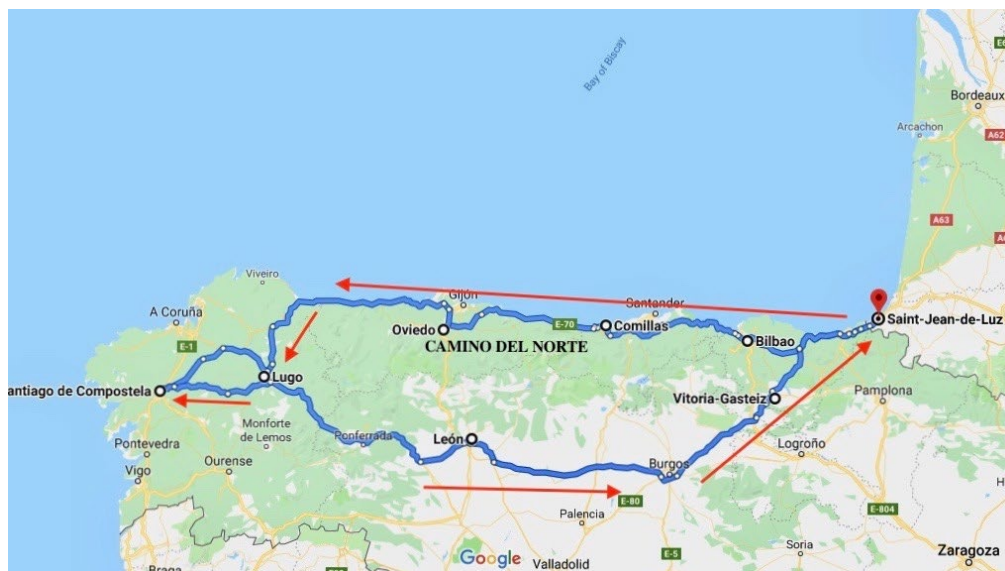 Bay of Biscay
Bordeaux
Arcachon
A62
A63
Viveiro
A Coruña
Gijón
Santander
Saint-Jean-de-Luz
E-70
Comillas
Oviedo
CAMINO DEL NORTE
Bilbao
E-1
Lugo
antiago de Compostela
Vitoria-Gasteiz
Pamplona
Monforte
de Lemos
Ponferrada
León
Logroño
Pontevedra
Ourense
Burgos
Vigo
E-80
E-804
Palencia
Soria
Zaragoza
Google
Valladolid
E-5
Braga